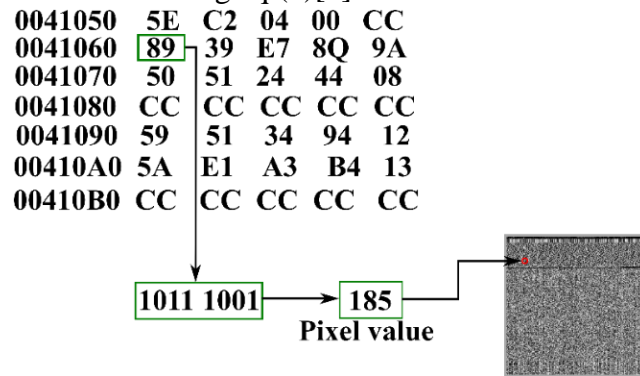 0041050 5E C2 04 00 CC
0041060 89 39 E7 8Q 9A
0041070 50 51 24 44 08
0041080 CC CC CC CC CC
0041090 59 51 34 94 12
00410A0 5A E1 A3 B4 13
00410B0 CC CC CC CC CC
1011 1001
185
Pixel value